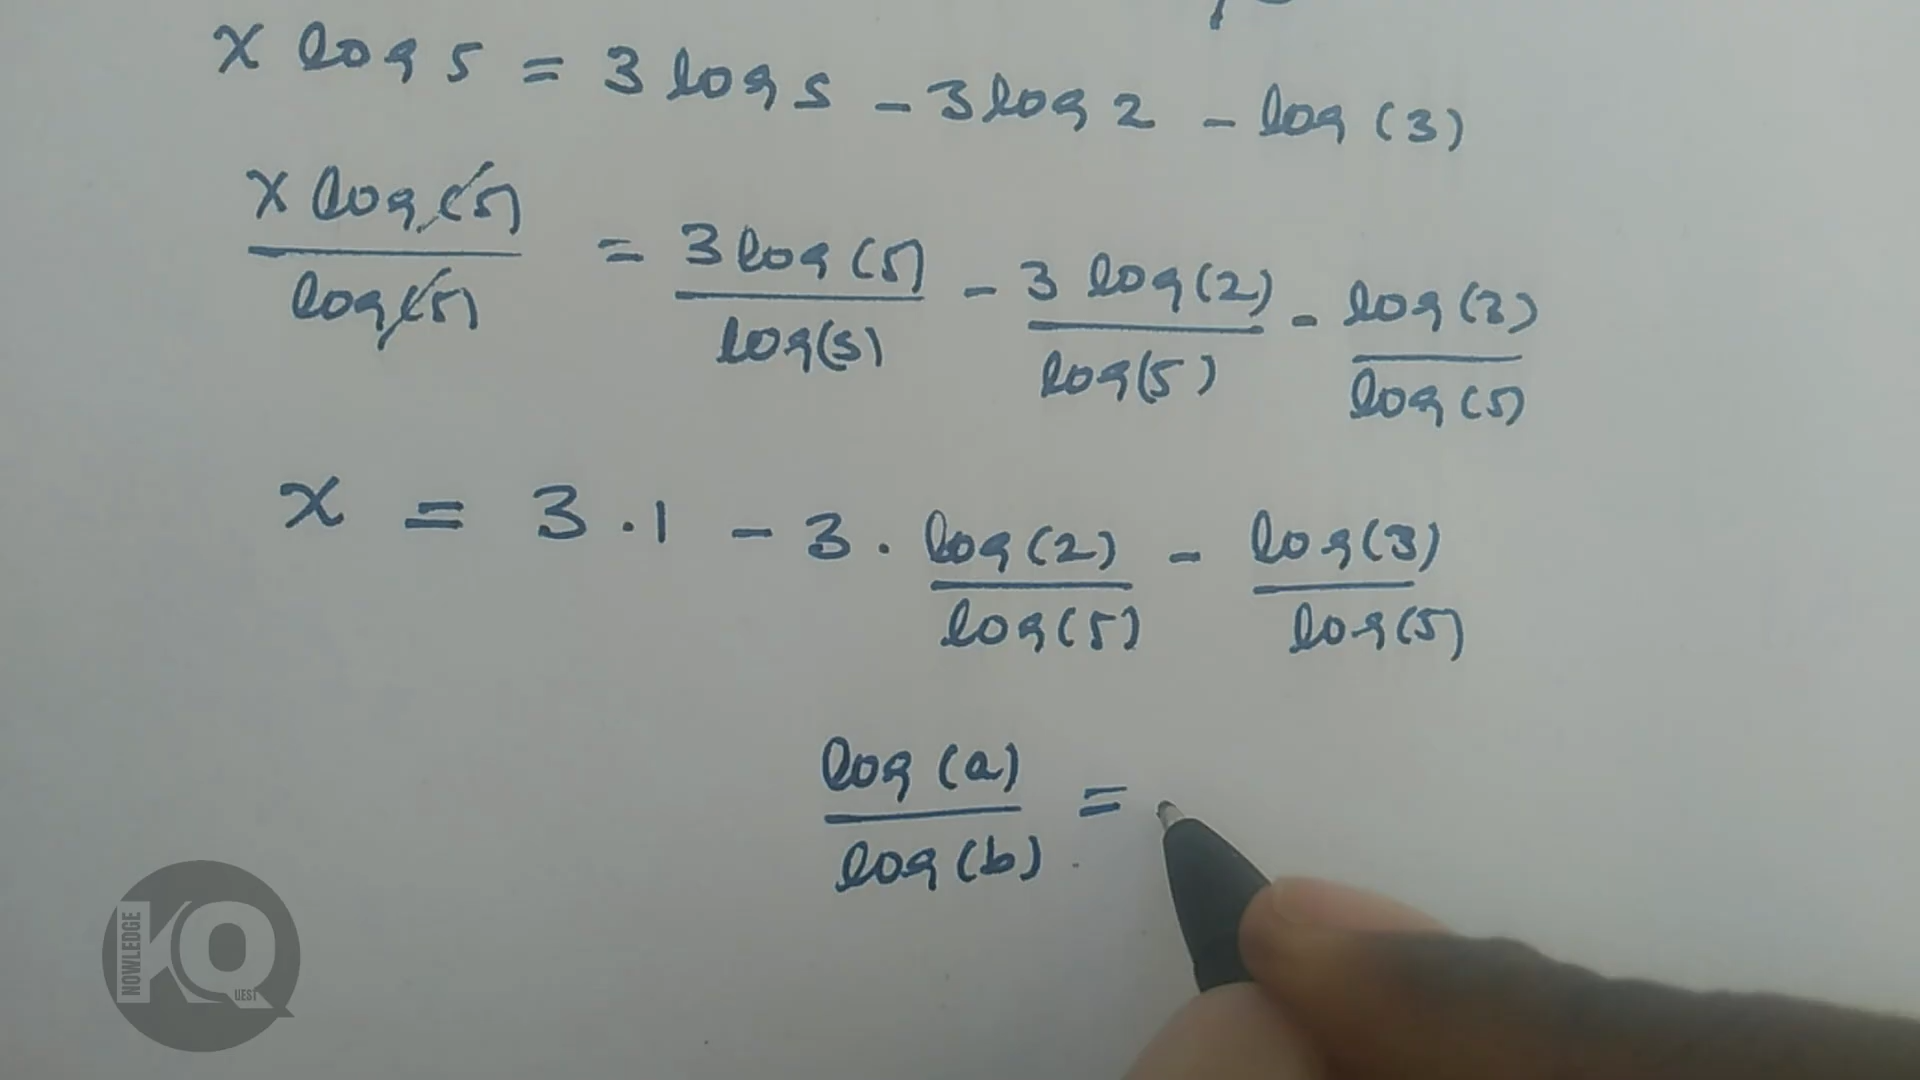 x log 5 = 3 log 5 - 3 log 2 - log (3)
x log (5) / log (5) = 3 log (5) / log (5) - 3 log (2) / log (5) - log (3) / log (5)
x = 3 . 1 - 3 . log (2) / log (5) - log (3) / log (5)
log (a) / log (b) =
KNOWLEDGE
QUEST